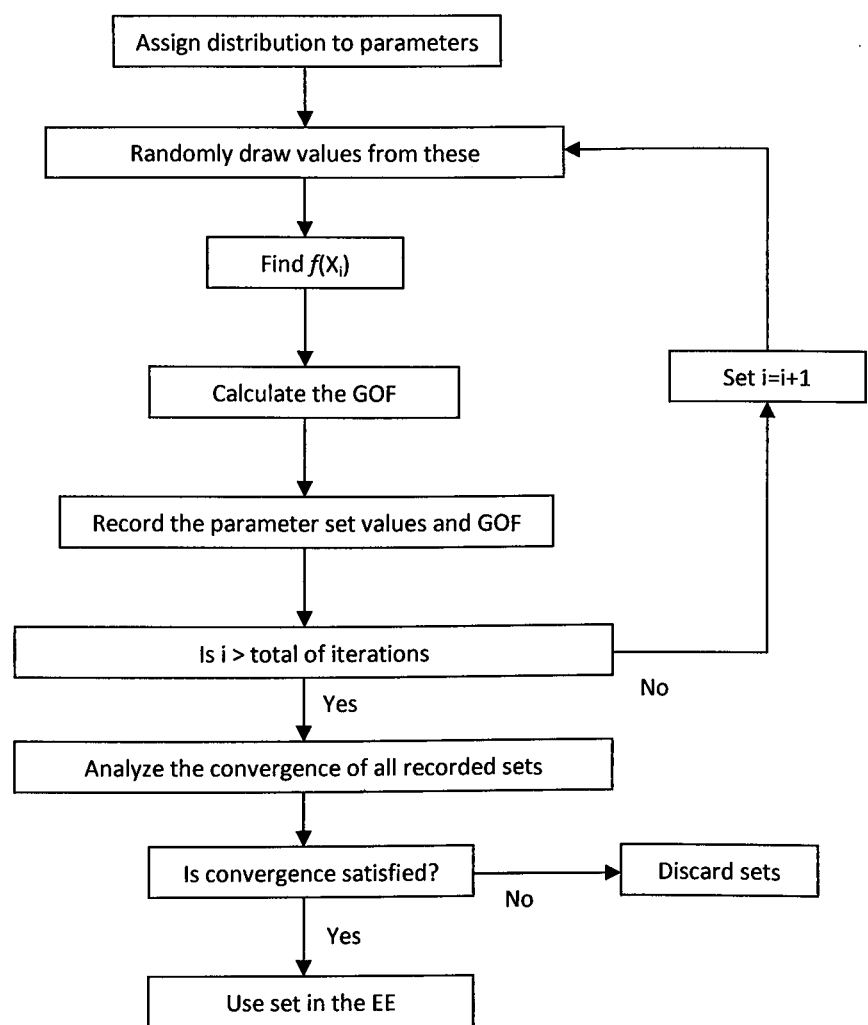 Assign distribution to parameters
Randomly draw values from these
Find f(Xi)
Calculate the GOF
Set i=i+1
Record the parameter set values and GOF
Is i > total of iterations
No
Yes
Analyze the convergence of all recorded sets
Is convergence satisfied?
Discard sets
No
Yes
Use set in the EE